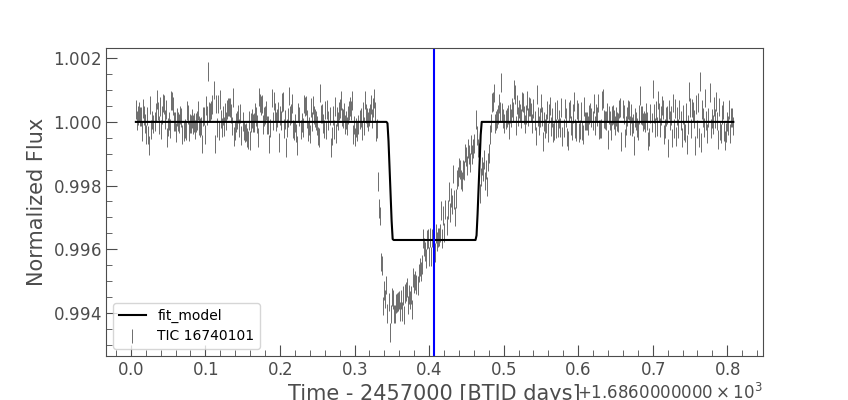 1.002
1.000
0.998
0.996
0.994
Normalized Flux
fit_model
TIC 16740101
0.0 0.1 0.2 0.3 0.4 0.5 0.6 0.7 0.8
Time - 2457000 [BTJD days]
+1.6860000000 × 10³